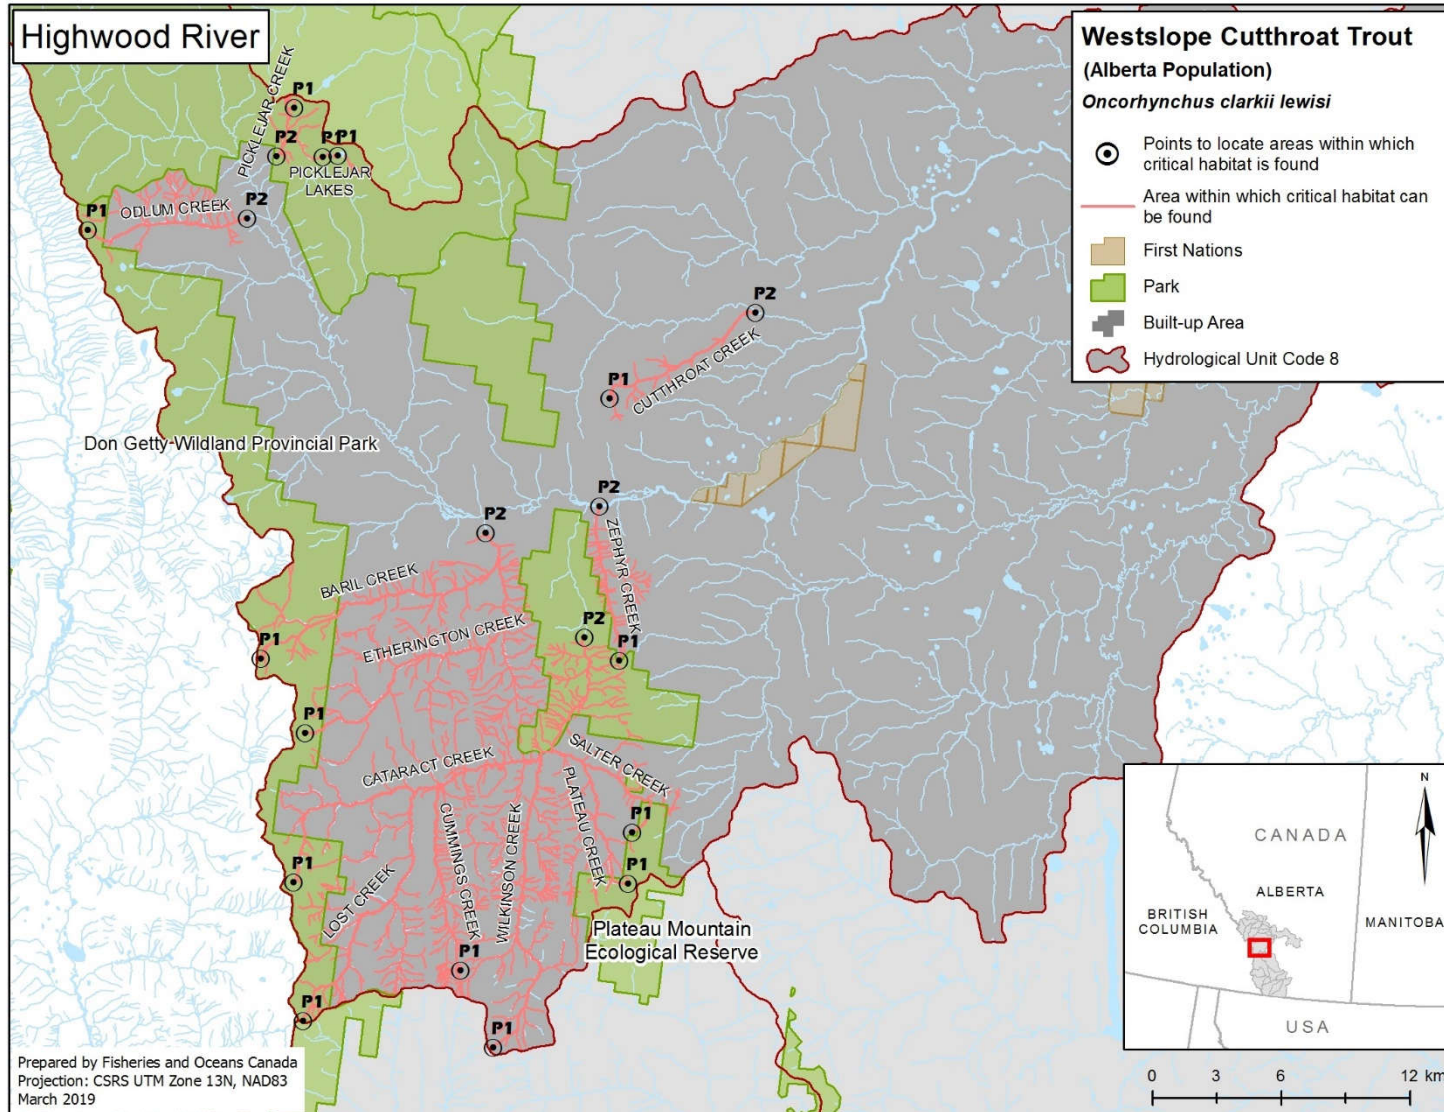 Highwood River
Westslope Cutthroat Trout
(Alberta Population)
Oncorhynchus clarkii lewisi
Points to locate areas within which
critical habitat is found
Area within which critical habitat can
be found
First Nations
Park
Built-up Area
Hydrological Unit Code 8
PICKLEJAR CREEK
P1
P2
P1
P1
PICKLEJAR
LAKES
P1
ODLUM CREEK
P2
P2
P1
CUTTHROAT CREEK
Don Getty Wildland Provincial Park
P2
P2
ZEPHYR CREEK
BARIL CREEK
ETHERINGTON CREEK
P2
P1
P1
P1
CATARACT CREEK
SALTER CREEK
PLATEAU CREEK
CUMMINGS CREEK
WILKINSON CREEK
P1
P1
P1
LOST CREEK
Plateau Mountain
Ecological Reserve
P1
P1
P1
N
CANADA
ALBERTA
BRITISH
COLUMBIA
MANITOBA
USA
Prepared by Fisheries and Oceans Canada
Projection: CSRS UTM Zone 13N, NAD83
March 2019
0 3 6 12 km